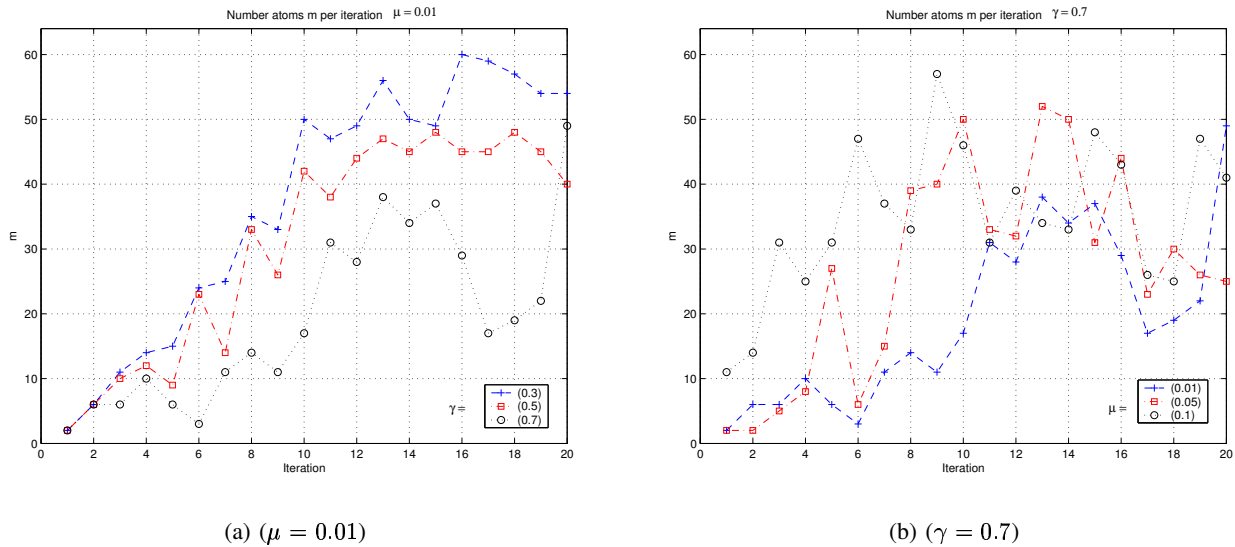 Number atoms m per iteration μ = 0.01
60
50
40
30
20
10
0
m
0 2 4 6 8 10 12 14 16 18 20
Iteration
γ =
(0.3)
(0.5)
(0.7)
(a) (μ = 0.01)
Number atoms m per iteration γ = 0.7
60
50
40
30
20
10
0
m
0 2 4 6 8 10 12 14 16 18 20
Iteration
μ =
(0.01)
(0.05)
(0.1)
(b) (γ = 0.7)